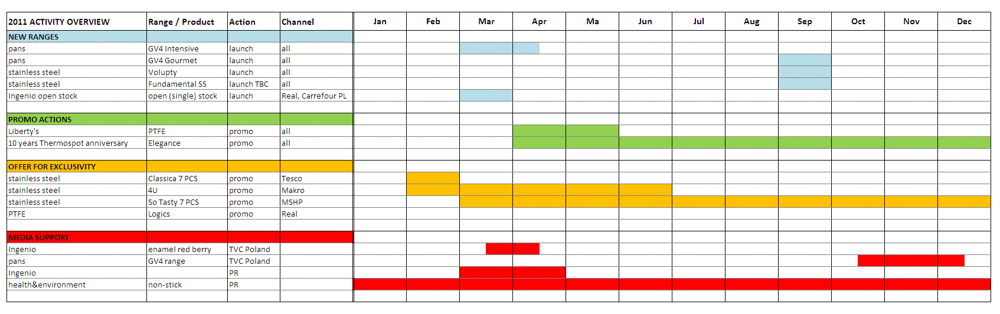 2011 ACTIVITY OVERVIEW Range / Product Action Channel Jan Feb Mar Apr Ma Jun Jul Aug Sep Oct Nov Dec
NEW RANGES
pans GV4 Intensive launch all
pans GV4 Gourmet launch all
stainless steel Volupty launch all
stainless steel Fundamental SS launch TBC all
Ingenio open stock open (single) stock launch Real, Carrefour PL
PROMO ACTIONS
Liberty's PTFE promo all
10 years Thermospot anniversary Elegance promo all
OFFER FOR EXCLUSIVITY
stainless steel Classica 7 PCS promo Tesco
stainless steel 4U promo Makro
stainless steel So Tasty 7 PCS promo MSHP
PTFE Logics promo Real
MEDIA SUPPORT
Ingenio enamel red berry TVC Poland
pans GV4 range TVC Poland
Ingenio PR
health&environment non-stick PR